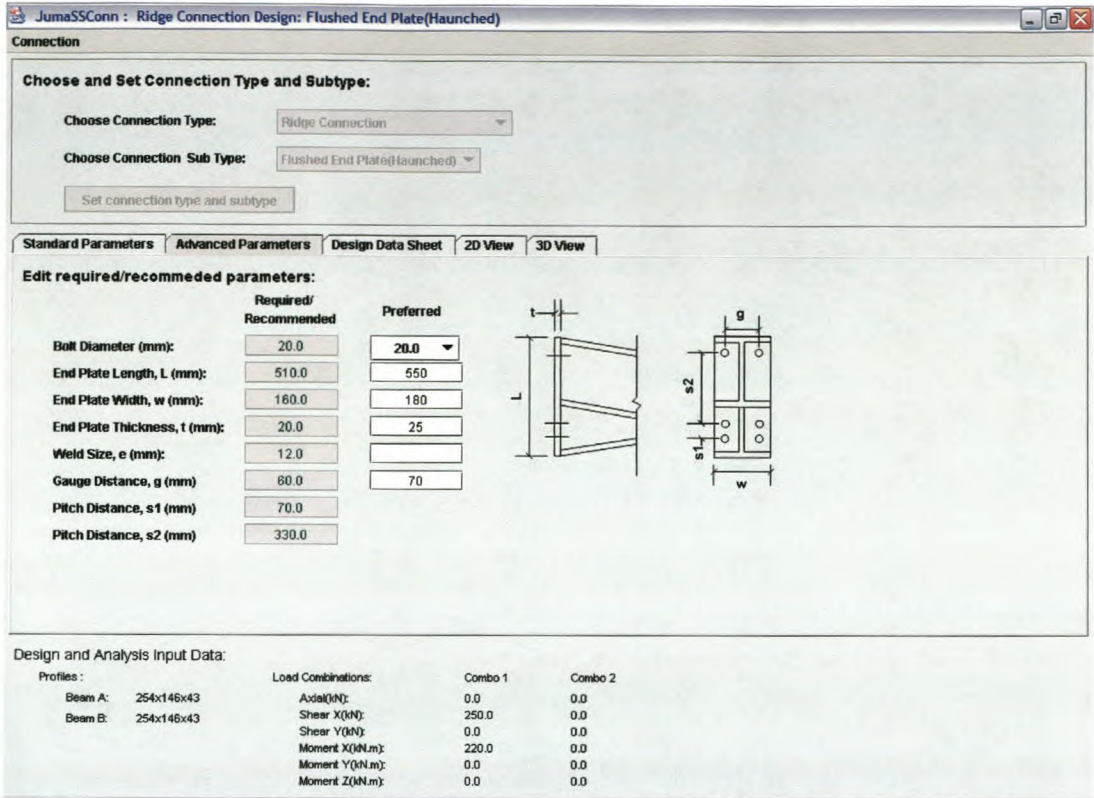 JumaSSConn : Ridge Connection Design: Flushed End Plate(Haunched)
Connection
Choose and Set Connection Type and Subtype:
Choose Connection Type: Ridge Connection
Choose Connection Sub Type: Flushed End Plate(Haunched)
Set connection type and subtype
Standard Parameters Advanced Parameters Design Data Sheet 2D View 3D View
Edit required/recommeded parameters:
Required/
Recommended Preferred
Bolt Diameter (mm): 20.0 20.0
End Plate Length, L (mm): 510.0 550
End Plate Width, w (mm): 160.0 180
End Plate Thickness, t (mm): 20.0 25
Weld Size, e (mm): 12.0
Gauge Distance, g (mm) 60.0 70
Pitch Distance, s1 (mm) 70.0
Pitch Distance, s2 (mm) 330.0
t
L
g
s2
s1
w
Design and Analysis Input Data:
Profiles : Load Combinations: Combo 1 Combo 2
Beam A: 254x146x43 Axial(kN): 0.0 0.0
Beam B: 254x146x43 Shear X(kN): 250.0 0.0
Shear Y(kN): 0.0 0.0
Moment X(kN.m): 220.0 0.0
Moment Y(kN.m): 0.0 0.0
Moment Z(kN.m): 0.0 0.0